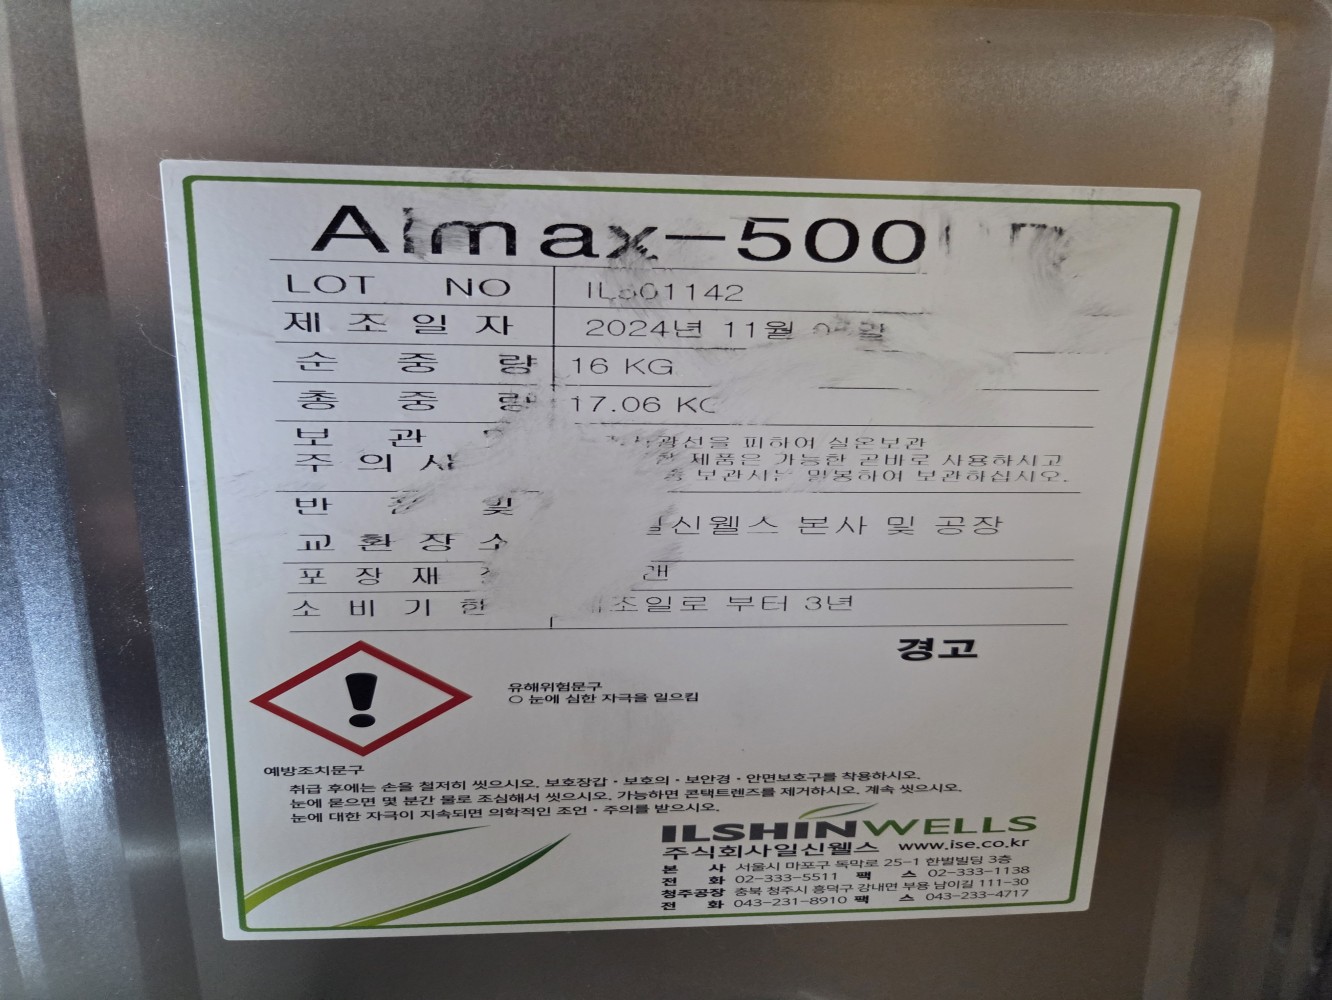 Almax-500
LOT NO 01142
제조일자 2024년 11월
순중량 16 KG
총중량 17.06 KG
보관 피하여 실온보관
주의사 제품은 가능한 곧바로 사용하시고
보관시는 밀봉하여 보관하십시오.
반 및
일신웰스 본사 및 공장
교환장소
포장재
소비기한 제조일로 부터 3년
경고
유해위험문구
○ 눈에 심한 자극을 일으킴
예방조치문구
취급 후에는 손을 철저히 씻으시오. 보호장갑・보호의・보안경・안면보호구를 착용하시오.
눈에 묻으면 몇 분간 물로 조심해서 씻으시오. 가능하면 콘택트렌즈를 제거하시오. 계속 씻으시오.
눈에 대한 자극이 지속되면 의학적인 조언・주의를 받으시오.
ILSHINWELLS
주식회사일신웰스 www.ise.co.kr
본 사 서울시 마포구 독막로 25-1 한벌빌딩 3층
전 화 02-333-5511 팩 스 02-333-1138
청주공장 충북 청주시 흥덕구 강내면 부용 남이길 111-30
전 화 043-231-8910 팩 스 043-233-4717